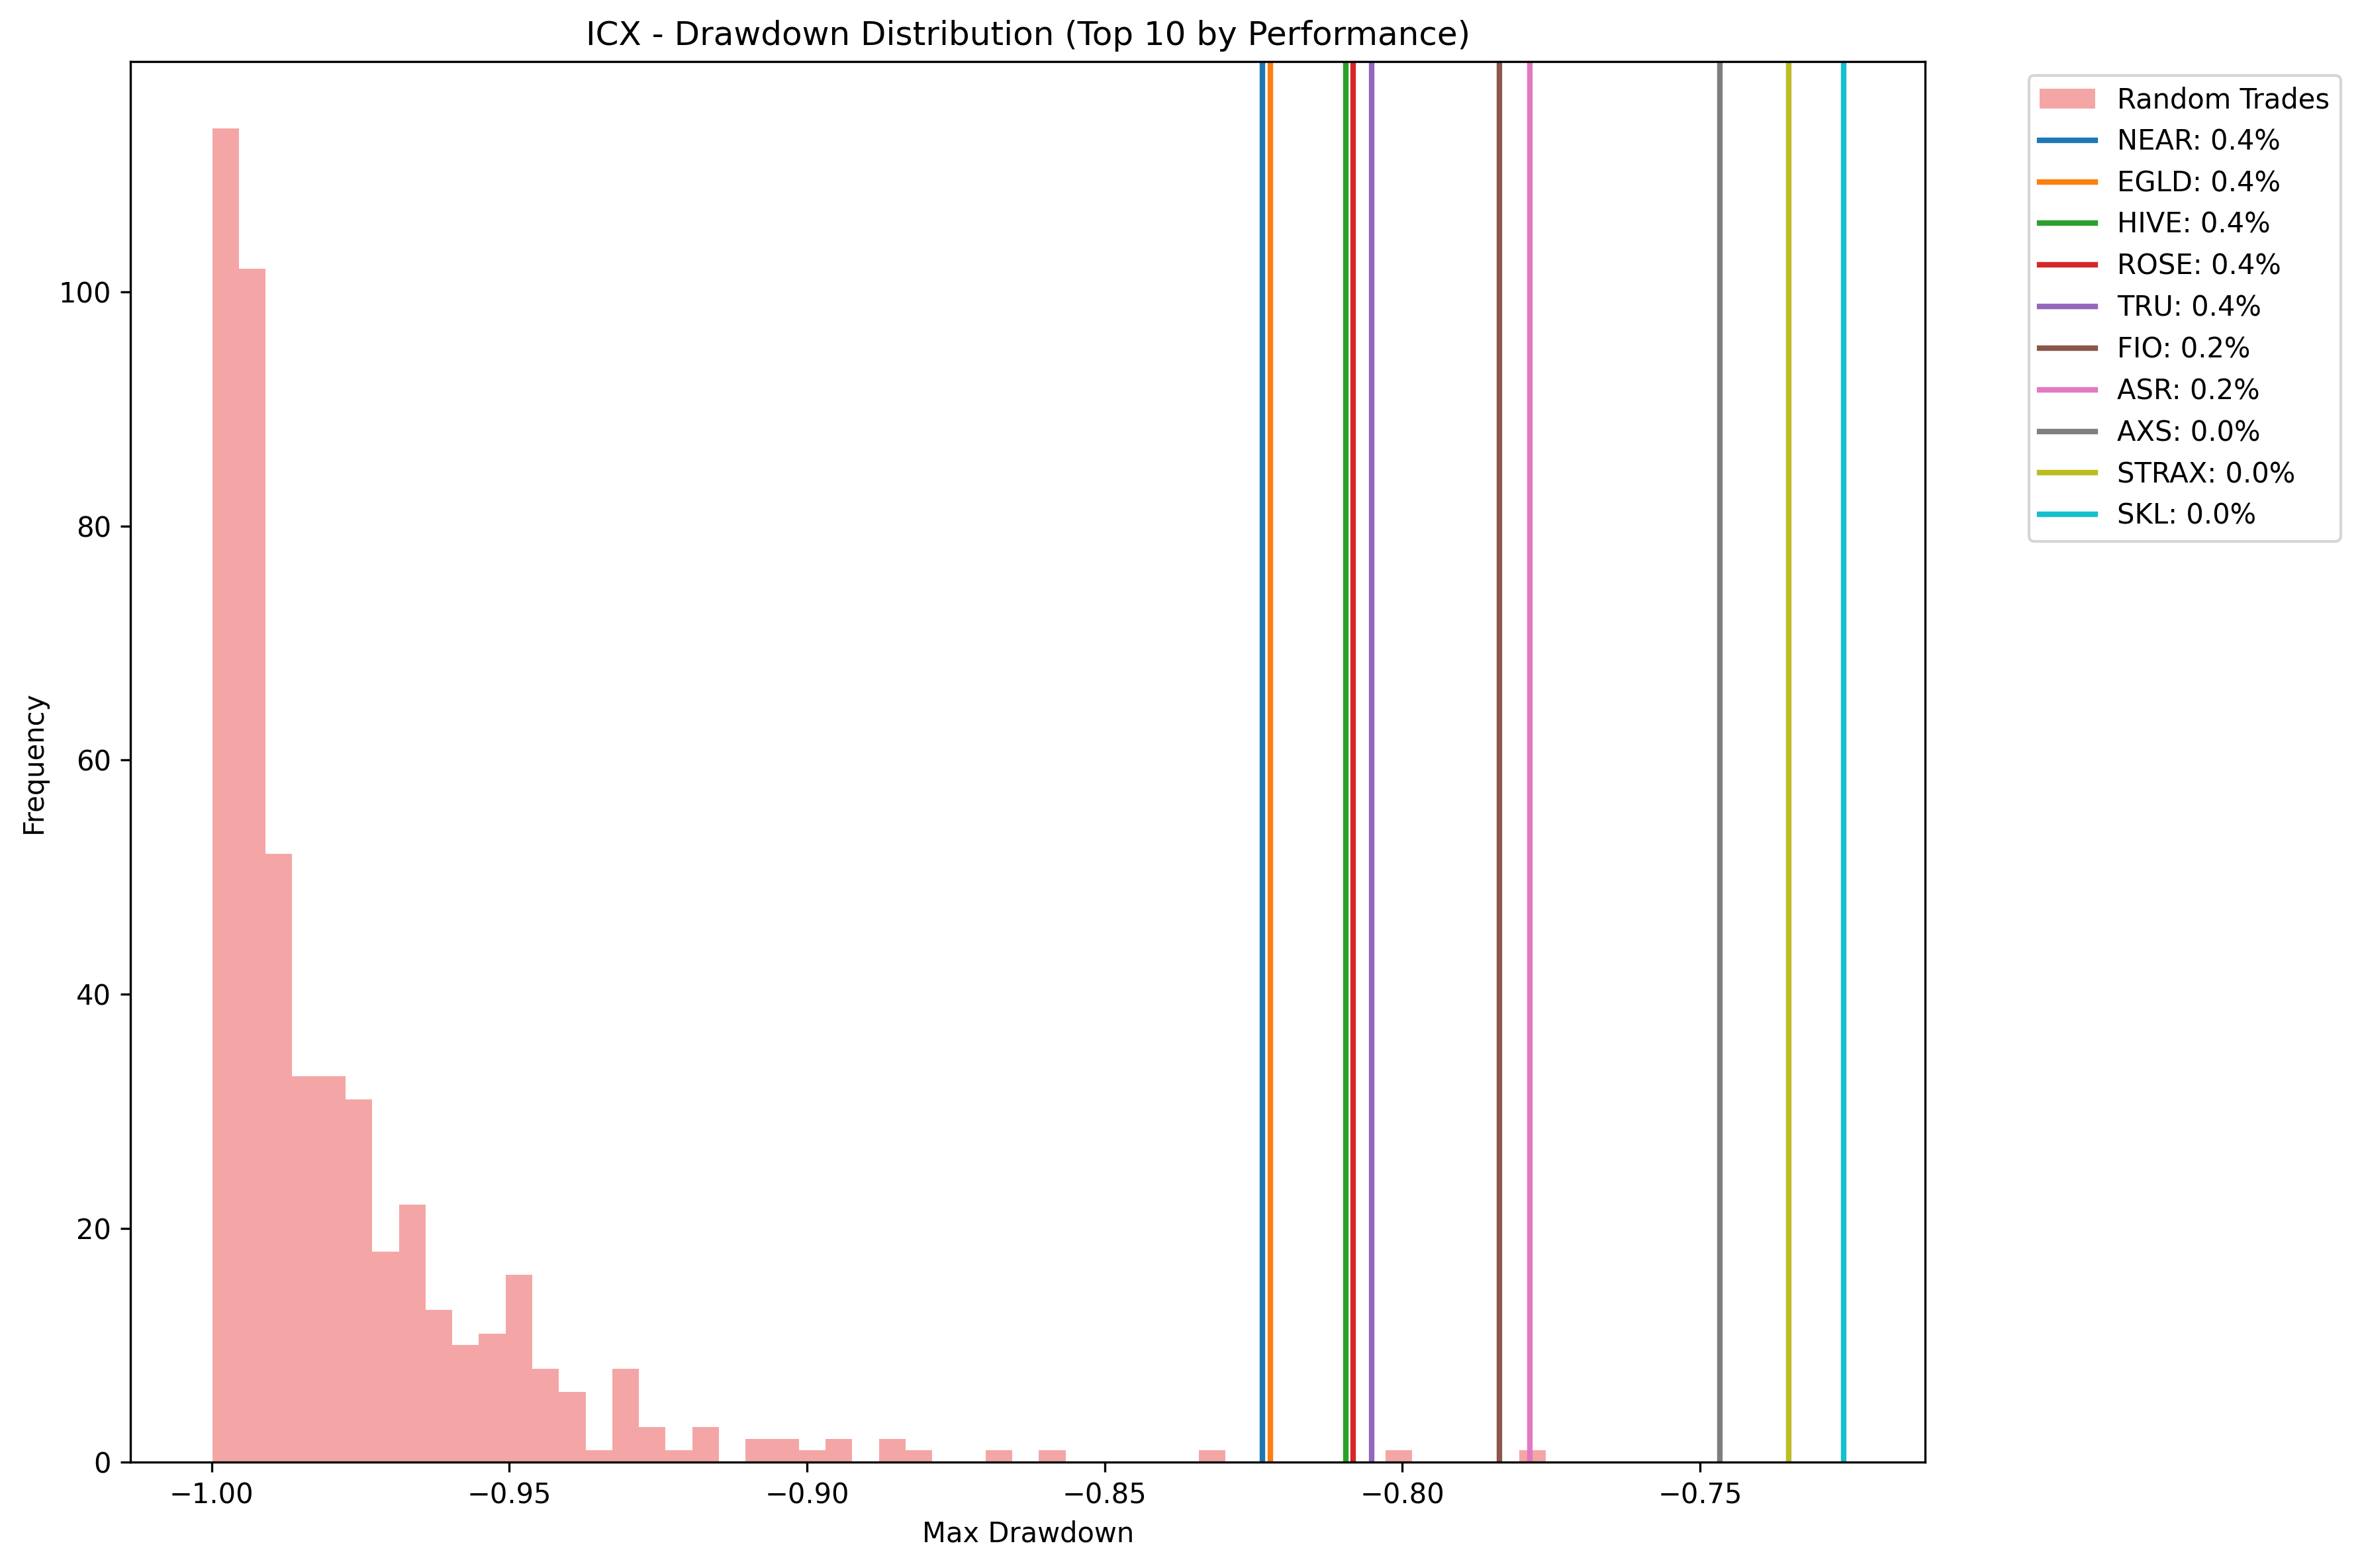 ICX - Drawdown Distribution (Top 10 by Performance)
Random Trades
NEAR: 0.4%
EGLD: 0.4%
HIVE: 0.4%
ROSE: 0.4%
TRU: 0.4%
FIO: 0.2%
ASR: 0.2%
AXS: 0.0%
STRAX: 0.0%
SKL: 0.0%
Frequency
100
80
60
40
20
0
−1.00 −0.95 −0.90 −0.85 −0.80 −0.75
Max Drawdown